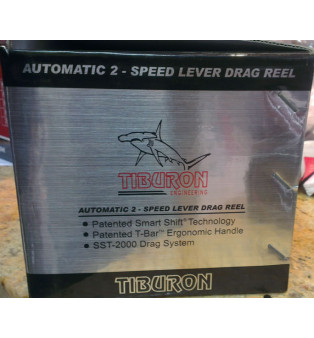 AUTOMATIC 2 - SPEED LEVER DRAG REEL
TIBURON
ENGINEERING
AUTOMATIC 2 - SPEED LEVER DRAG REEL
• Patented Smart Shift® Technology
• Patented T-Bar™ Ergonomic Handle
• SST-2000 Drag System
TIBURON